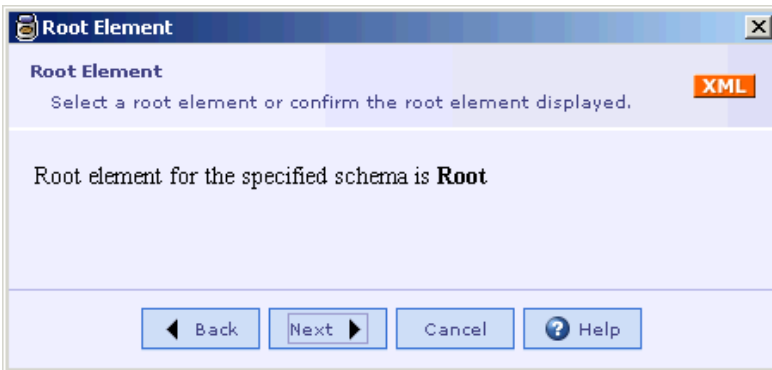 Root Element
Root Element
Select a root element or confirm the root element displayed.
XML
Root element for the specified schema is Root
Back
Next
Cancel
Help